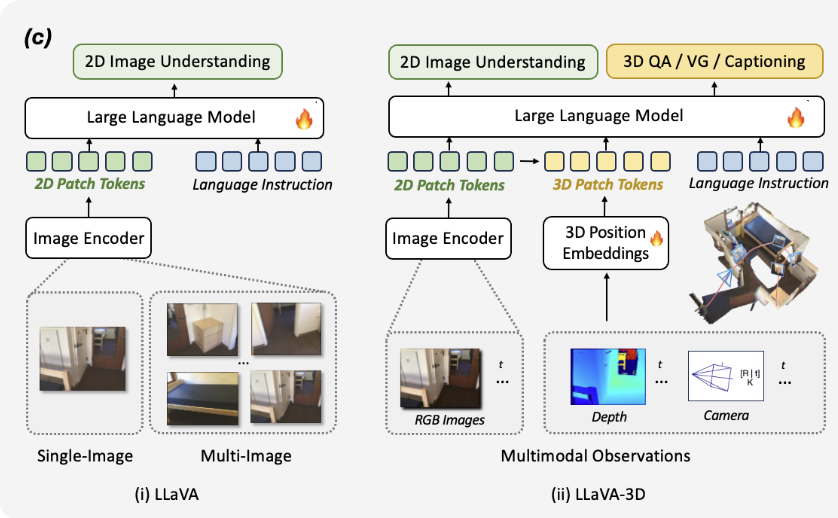 (c)
2D Image Understanding
Large Language Model
2D Patch Tokens
Language Instruction
Image Encoder
...
Single-Image
Multi-Image
(i) LLaVA
2D Image Understanding
3D QA / VG / Captioning
Large Language Model
2D Patch Tokens
3D Patch Tokens
Language Instruction
Image Encoder
3D Position
Embeddings
t
...
RGB Images
t
...
Depth
[R | t]
K
t
...
Camera
Multimodal Observations
(ii) LLaVA-3D